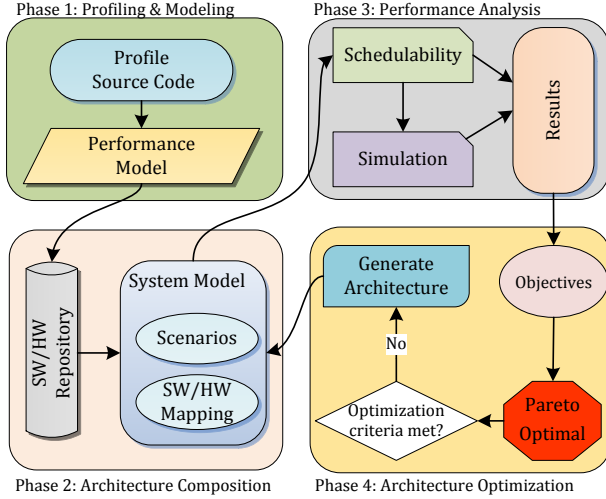 Phase 1: Profiling & Modeling
Profile
Source Code
Performance
Model
Phase 3: Performance Analysis
Schedulability
Simulation
Results
SW/HW
Repository
System Model
Scenarios
SW/HW
Mapping
Phase 2: Architecture Composition
Generate
Architecture
Objectives
No
Optimization
criteria met?
Pareto
Optimal
Phase 4: Architecture Optimization